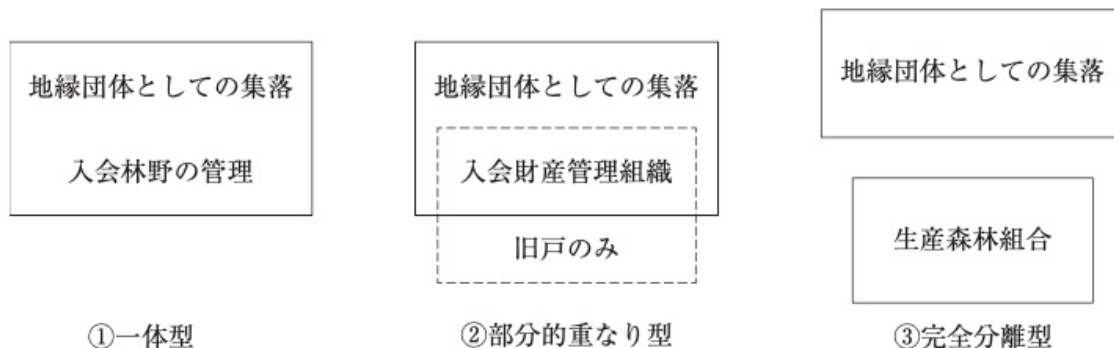 地縁団体としての集落
入会林野の管理
①一体型
地縁団体としての集落
入会財産管理組織
旧戸のみ
②部分的重なり型
地縁団体としての集落
生産森林組合
③完全分離型